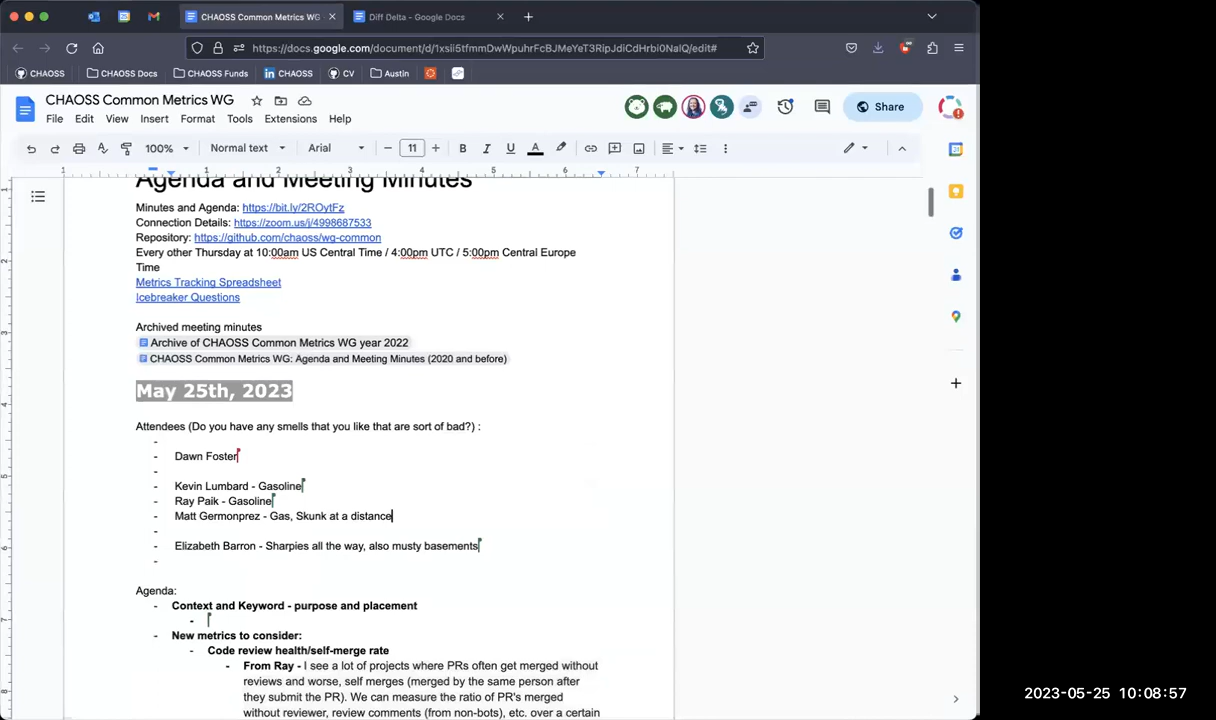 CHAOSS Common Metrics WG
Diff Delta - Google Docs
https://docs.google.com/document/d/1xsii5tfmmDwWpuhrFcBJMeYeT3RipJdiCdHrbi0NaIQ/edit#
CHAOSS
CHAOSS Docs
CHAOSS Funds
CHAOSS
CV
Austin
CHAOSS Common Metrics WG
File Edit View Insert Format Tools Extensions Help
Share
100%
Normal text
Arial
11
1 1 2 3 4 5 6 7
Agenda and Meeting Minutes
Minutes and Agenda: https://bit.ly/2ROytFz
Connection Details: https://zoom.us/j/4998687533
Repository: https://github.com/chaoss/wg-common
Every other Thursday at 10:00am US Central Time / 4:00pm UTC / 5:00pm Central Europe
Time
Metrics Tracking Spreadsheet
Icebreaker Questions
Archived meeting minutes
Archive of CHAOSS Common Metrics WG year 2022
CHAOSS Common Metrics WG: Agenda and Meeting Minutes (2020 and before)
May 25th, 2023
Attendees (Do you have any smells that you like that are sort of bad?) :
-
- Dawn Foster
-
- Kevin Lumbard - Gasoline
- Ray Paik - Gasoline
- Matt Germonprez - Gas, Skunk at a distance
-
- Elizabeth Barron - Sharpies all the way, also musty basements
-
Agenda:
- Context and Keyword - purpose and placement
-
- New metrics to consider:
- Code review health/self-merge rate
- From Ray - I see a lot of projects where PRs often get merged without
reviews and worse, self merges (merged by the same person after
they submit the PR). We can measure the ratio of PR's merged
without reviewer, review comments (from non-bots), etc. over a certain
2023-05-25 10:08:57